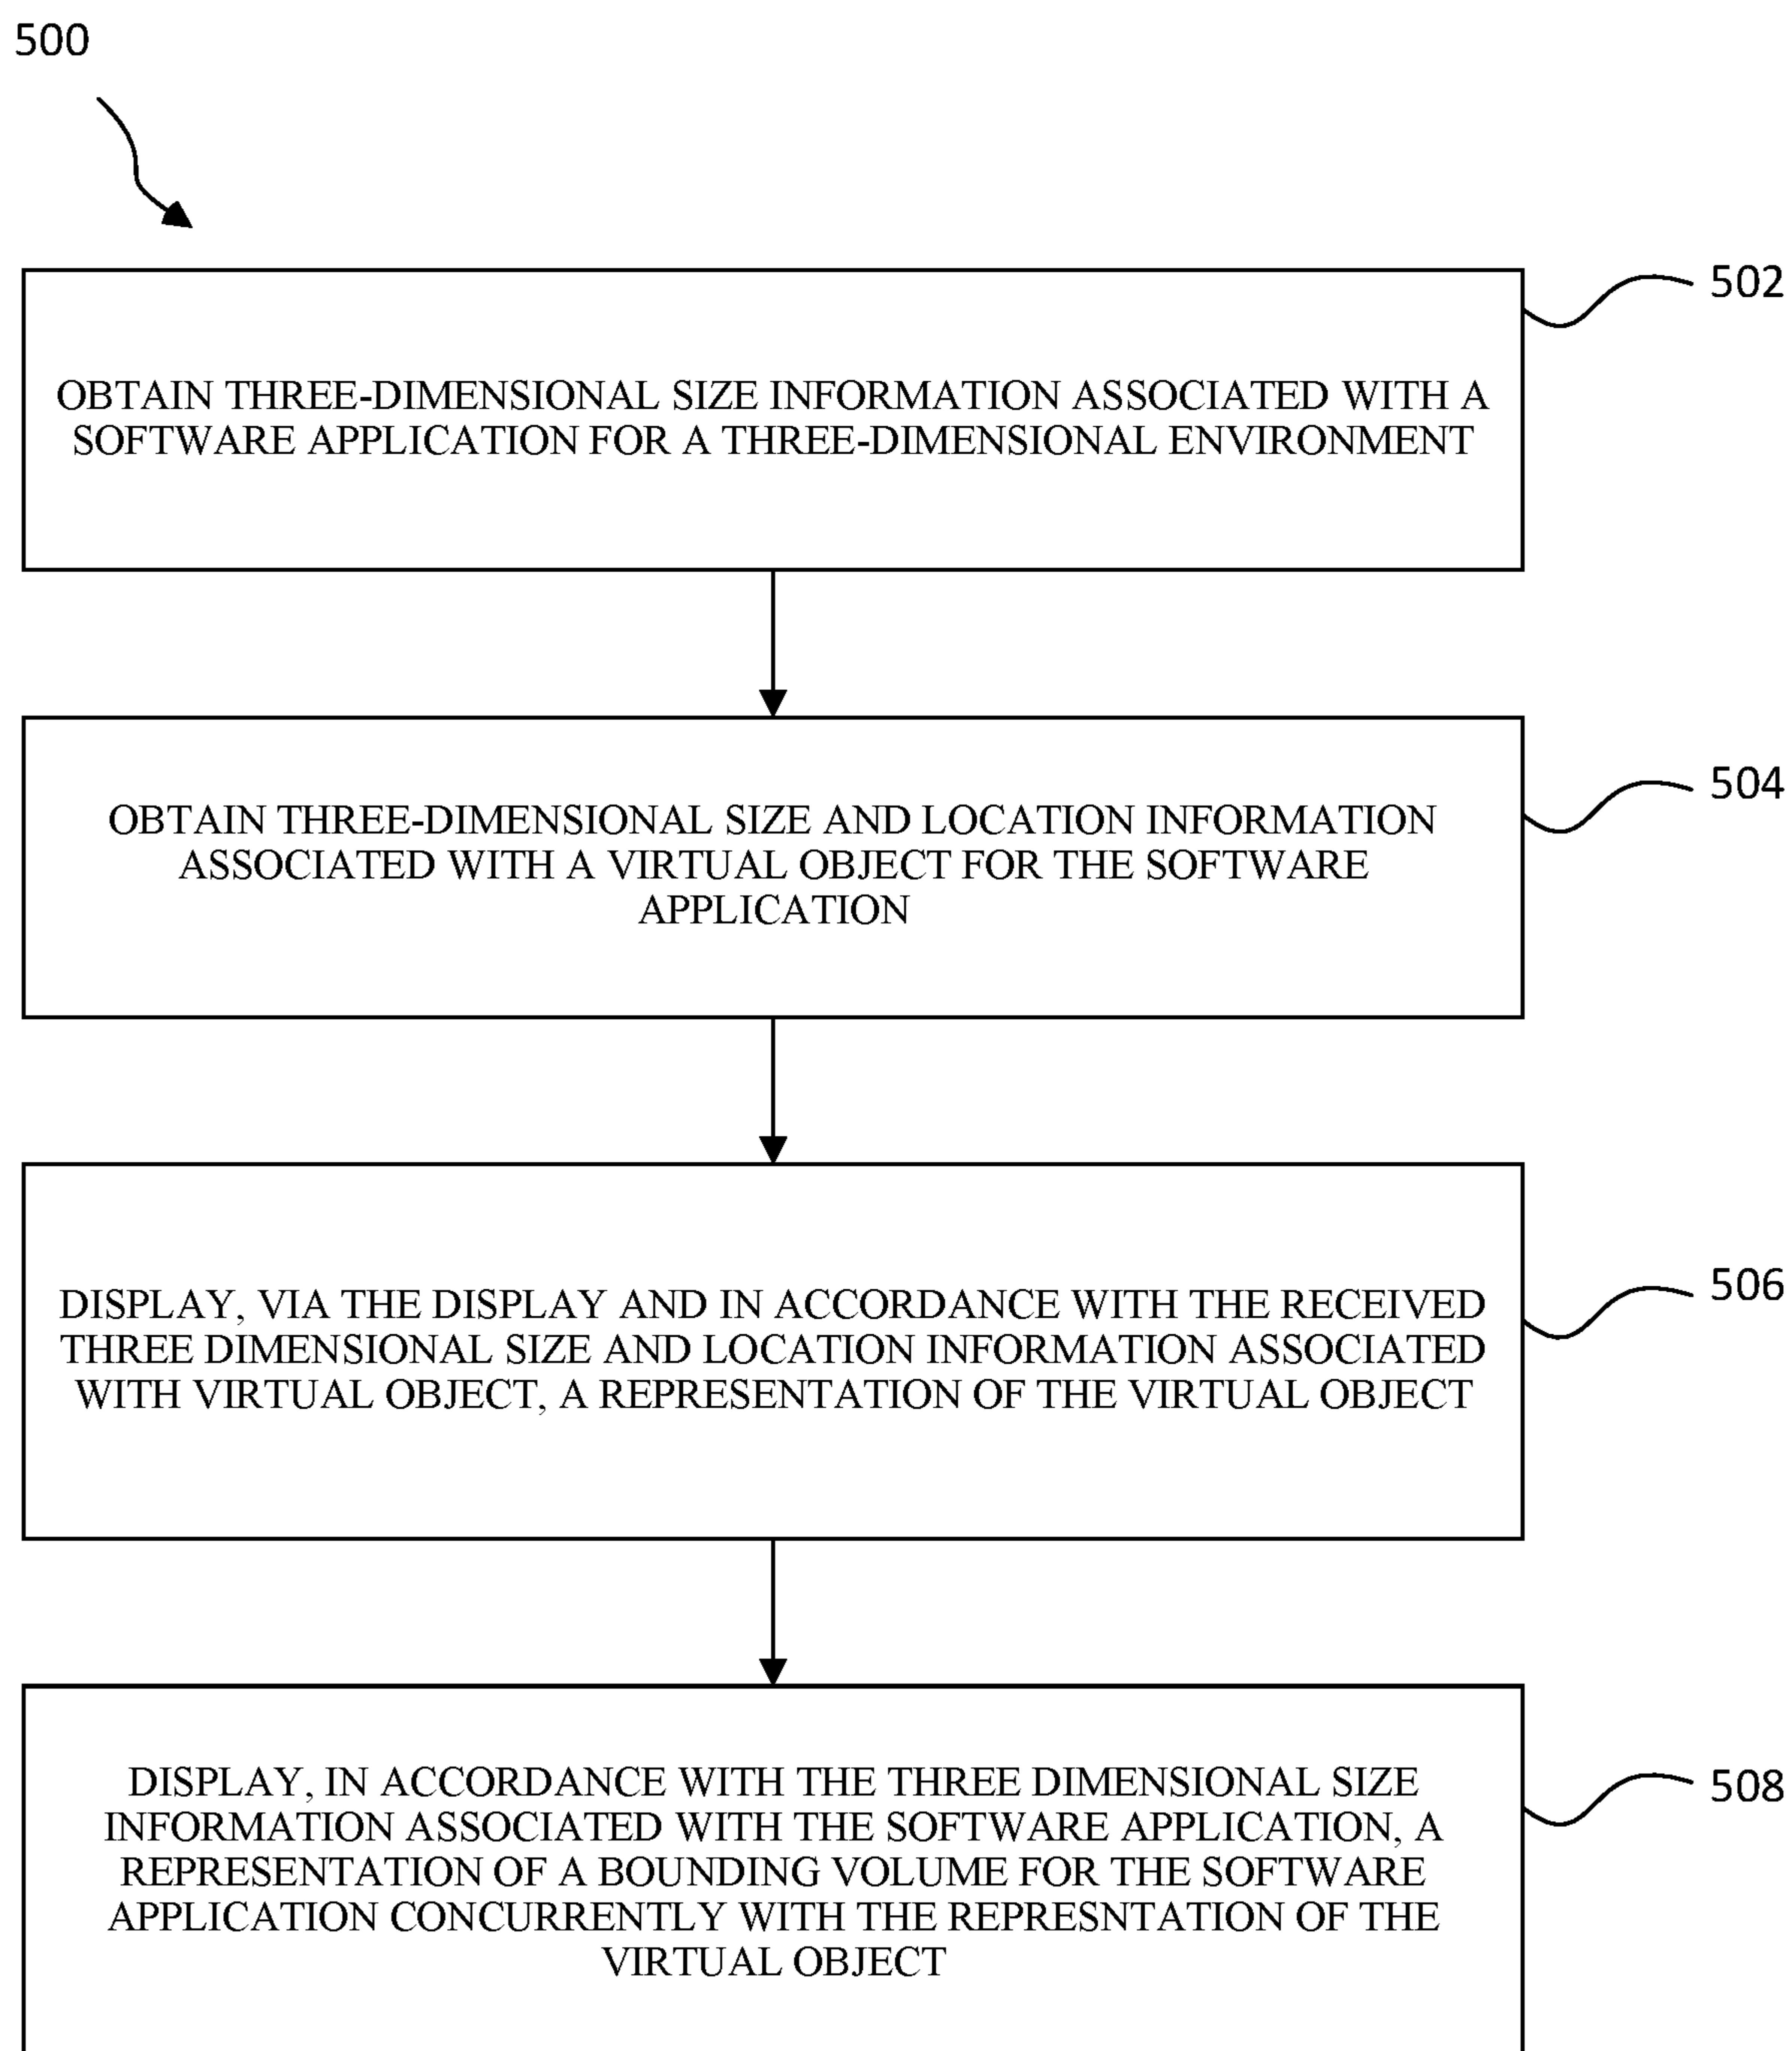 500
502
OBTAIN THREE-DIMENSIONAL SIZE INFORMATION ASSOCIATED WITH A
SOFTWARE APPLICATION FOR A THREE-DIMENSIONAL ENVIRONMENT
504
OBTAIN THREE-DIMENSIONAL SIZE AND LOCATION INFORMATION
ASSOCIATED WITH A VIRTUAL OBJECT FOR THE SOFTWARE
APPLICATION
506
DISPLAY, VIA THE DISPLAY AND IN ACCORDANCE WITH THE RECEIVED
THREE DIMENSIONAL SIZE AND LOCATION INFORMATION ASSOCIATED
WITH VIRTUAL OBJECT, A REPRESENTATION OF THE VIRTUAL OBJECT
508
DISPLAY, IN ACCORDANCE WITH THE THREE DIMENSIONAL SIZE
INFORMATION ASSOCIATED WITH THE SOFTWARE APPLICATION, A
REPRESENTATION OF A BOUNDING VOLUME FOR THE SOFTWARE
APPLICATION CONCURRENTLY WITH THE REPRESNTATION OF THE
VIRTUAL OBJECT